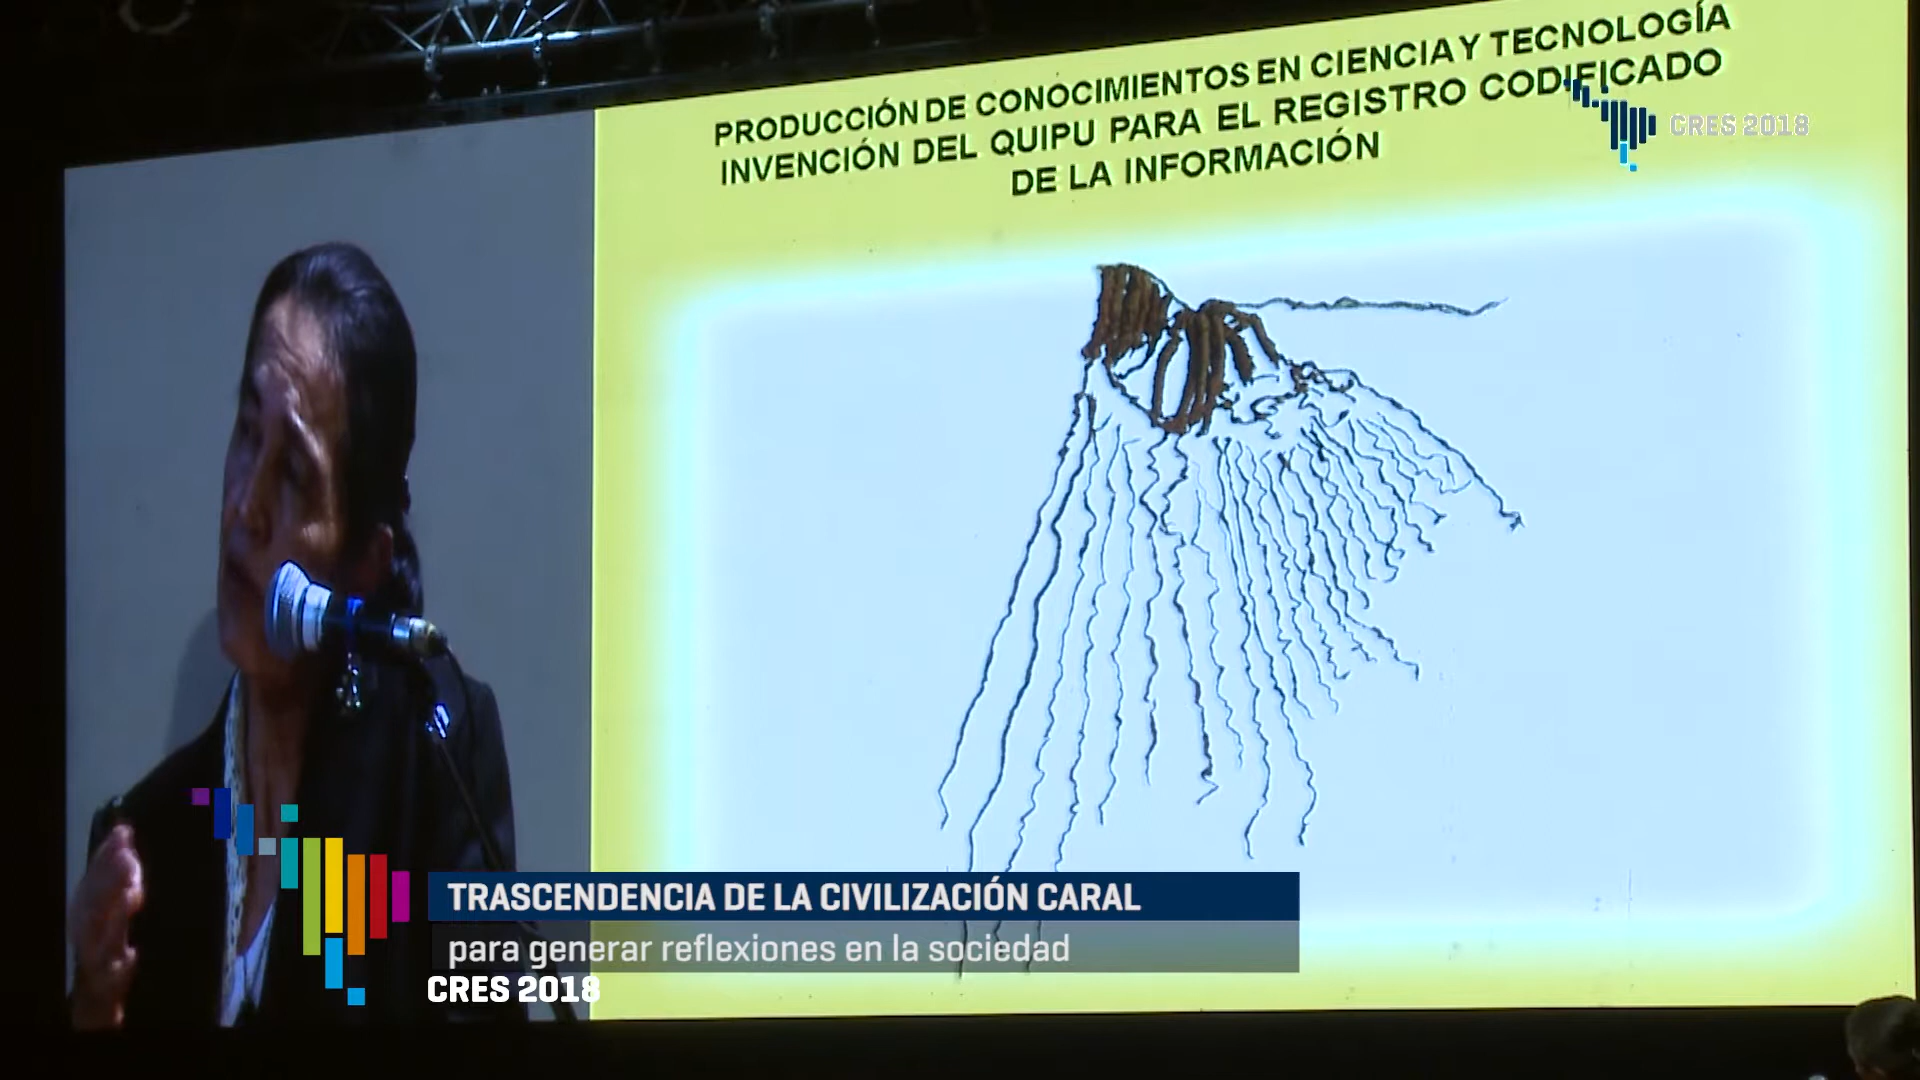 PRODUCCIÓN DE CONOCIMIENTOS EN CIENCIA Y TECNOLOGÍA
INVENCIÓN DEL QUIPU PARA EL REGISTRO CODIFICADO
DE LA INFORMACIÓN
CRES 2018
TRASCENDENCIA DE LA CIVILIZACIÓN CARAL
para generar reflexiones en la sociedad
CRES 2018